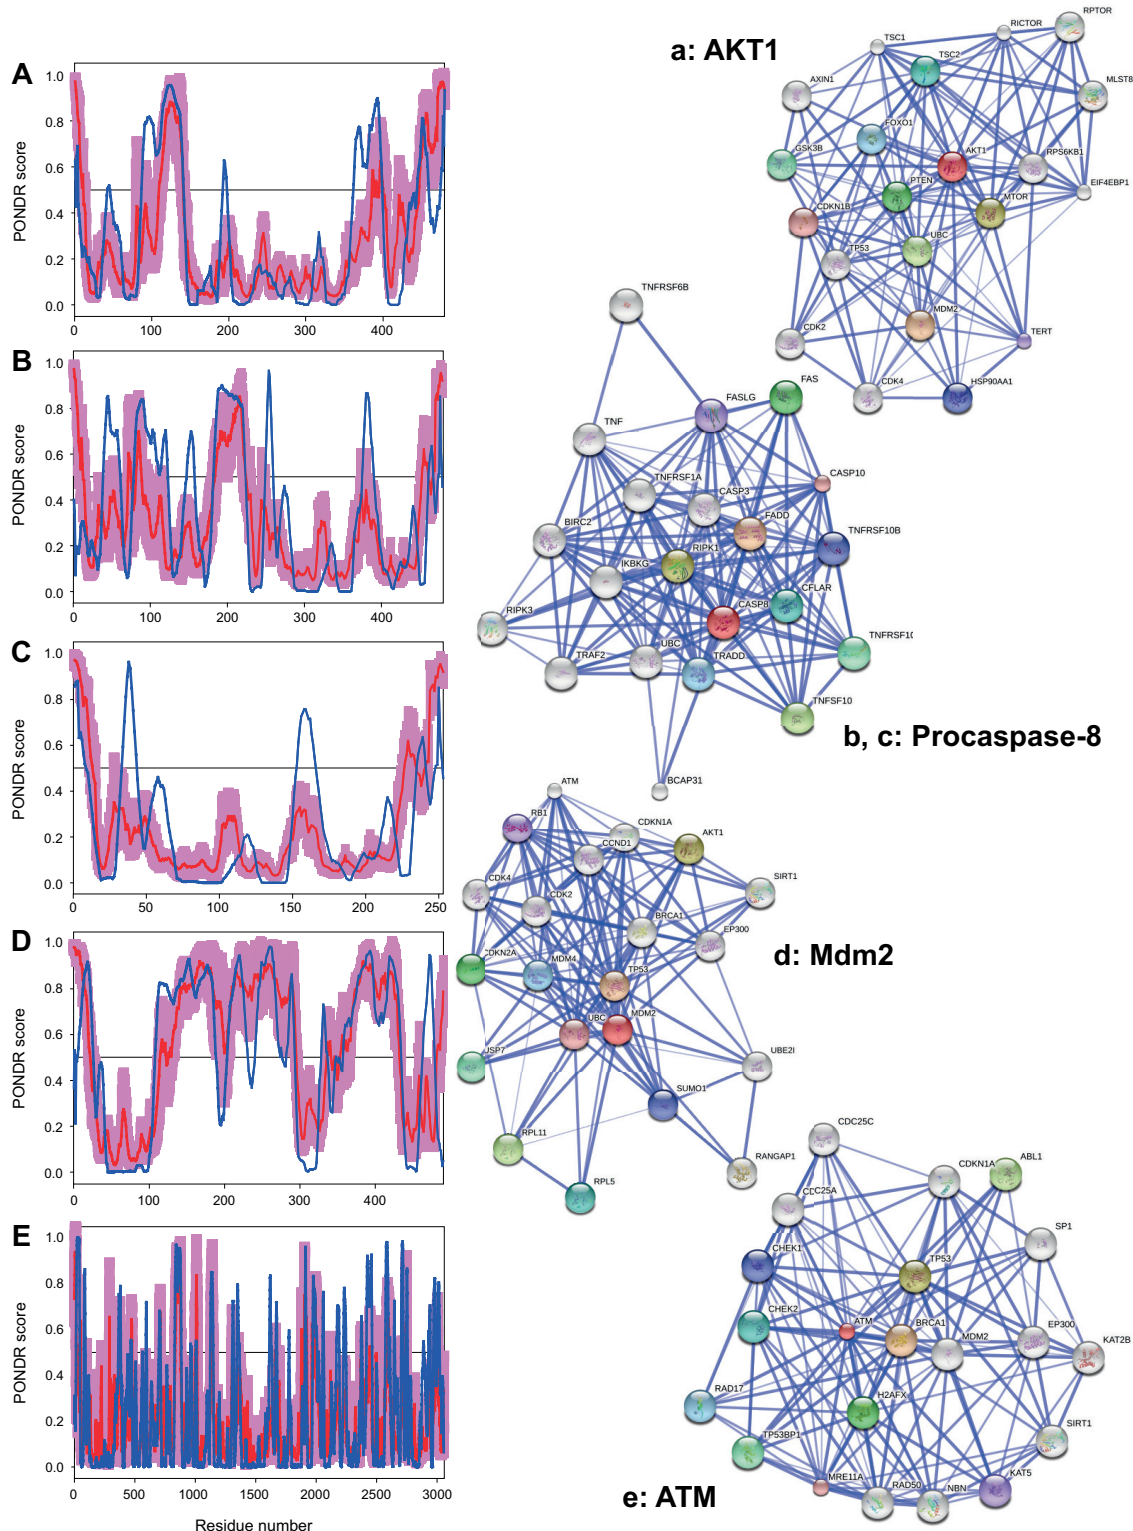 A
PONDR score
1.0
0.8
0.6
0.4
0.2
0.0
0
100
200
300
400
B
PONDR score
1.0
0.8
0.6
0.4
0.2
0.0
0
100
200
300
400
C
PONDR score
1.0
0.8
0.6
0.4
0.2
0.0
0
50
100
150
200
250
D
PONDR score
1.0
0.8
0.6
0.4
0.2
0.0
0
100
200
300
400
E
PONDR score
1.0
0.8
0.6
0.4
0.2
0.0
0
500
1000
1500
2000
2500
3000
Residue number
a: AKT1
RPTOR
RICTOR
TSC1
TSC2
MLST8
AXIN1
FOXO1
AKT1
RPS6KB1
GSK3B
PTEN
EIF4EBP1
MTOR
CDKN1B
UBC
TP53
MDM2
TERT
CDK2
CDK4
HSP90AA1
b, c: Procaspase-8
TNFRSF6B
FAS
FASLG
TNF
CASP10
TNFRSF1A
CASP3
FADD
TNFRSF10B
BIRC2
RIPK1
IKBKG
CFLAR
CASP8
RIPK3
TNFRSF10
UBC
TRAF2
TRADD
TNFSF10
BCAP31
d: Mdm2
ATM
RB1
CDKN1A
AKT1
CCND1
SIRT1
CDK4
CDK2
BRCA1
EP300
CDKN2A
MDM4
TP53
UBC
MDM2
USP7
UBE2I
SUMO1
RPL11
RANGAP1
RPL5
e: ATM
CDC25C
CDKN1A
ABL1
CDC25A
SP1
CHEK1
TP53
CHEK2
ATM
BRCA1
MDM2
EP300
KAT2B
RAD17
H2AFX
TP53BP1
SIRT1
MRE11A
RAD50
NBN
KAT5